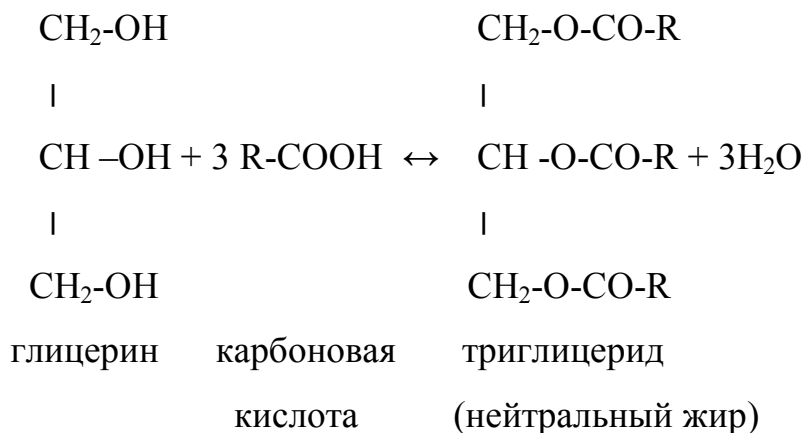 CH₂-OH CH₂-O-CO-R
I I
CH –OH + 3 R-COOH ↔ CH -O-CO-R + 3H₂O
I I
CH₂-OH CH₂-O-CO-R
глицерин карбоновая триглицерид
кислота (нейтральный жир)